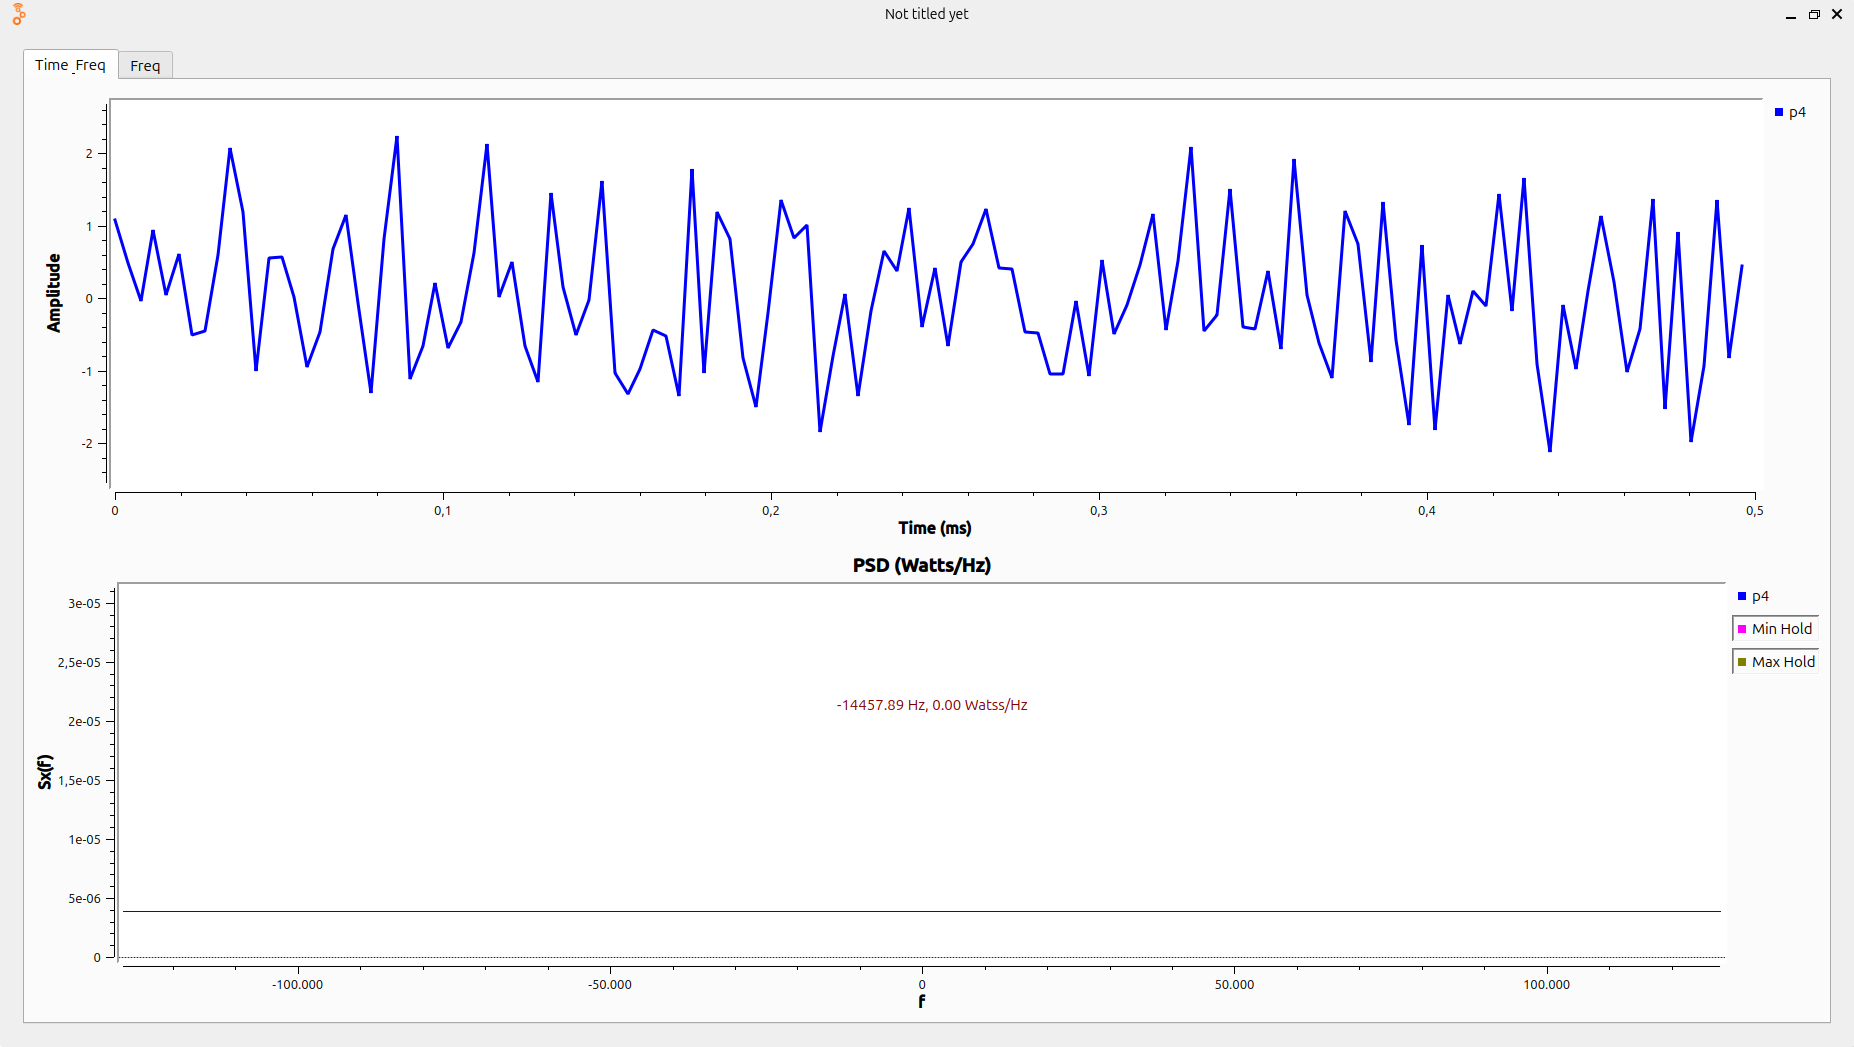 Not titled yet
Time_Freq
Freq
p4
2
1
0
-1
-2
Amplitude
0
0,1
0,2
0,3
0,4
0,5
Time (ms)
PSD (Watts/Hz)
p4
Min Hold
Max Hold
3e-05
2,5e-05
2e-05
1,5e-05
1e-05
5e-06
0
Sx(f)
-14457.89 Hz, 0.00 Watss/Hz
-100.000
-50.000
0
50.000
100.000
f